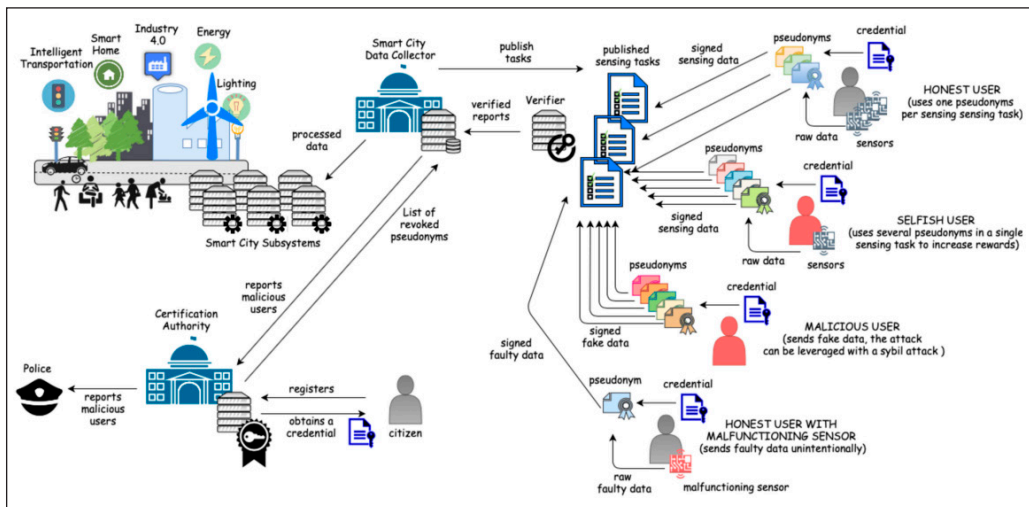 Intelligent
Transportation
Smart
Home
Industry
4.0
Energy
Lighting
Smart City
Data Collector
publish
tasks
published
sensing tasks
verified
reports
Verifier
processed
data
Smart City Subsystems
List of
revoked
pseudonyms
reports
malicious
users
Certification
Authority
Police
reports
malicious
users
registers
obtains a
credential
citizen
signed
sensing data
pseudonyms
credential
HONEST USER
(uses one pseudonyms
per sensing sensing task)
raw data
sensors
pseudonyms
credential
signed
sensing data
SELFISH USER
(uses several pseudonyms in a single
sensing task to increase rewards)
raw data
sensors
pseudonyms
credential
signed
fake data
MALICIOUS USER
(sends fake data, the attack
can be leveraged with a sybil attack )
signed
faulty data
pseudonym
credential
HONEST USER WITH
MALFUNCTIONING SENSOR
(sends faulty data unintentionally)
raw
faulty data
malfunctioning sensor